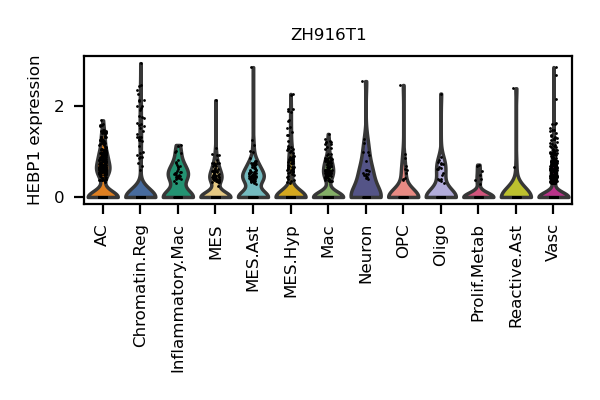 ZH916T1
HEBP1 expression
2
0
AC
Chromatin.Reg
Inflammatory.Mac
MES
MES.Ast
MES.Hyp
Mac
Neuron
OPC
Oligo
Prolif.Metab
Reactive.Ast
Vasc